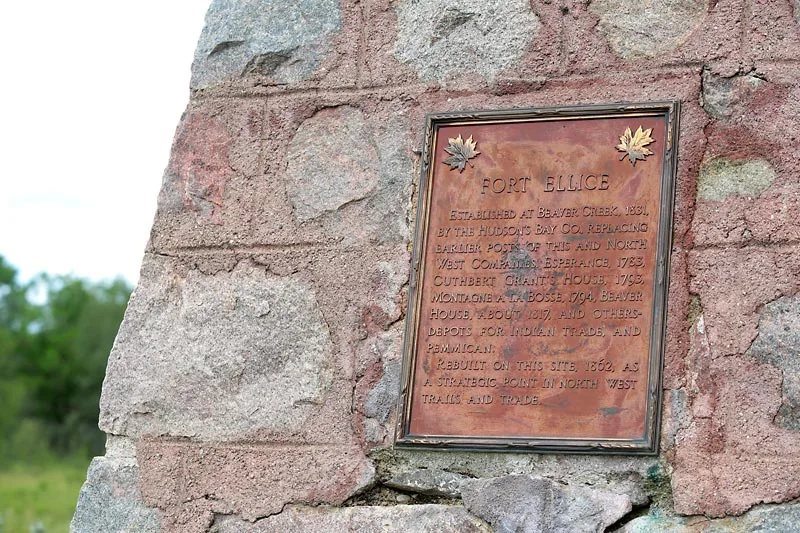 FORT ELLICE
ESTABLISHED AT BEAVER CREEK, 1831,
BY THE HUDSON'S BAY CO. REPLACING
EARLIER POSTS OF THIS AND NORTH
WEST COMPANIES: ESPERANCE, 1783,
CUTHBERT GRANT'S HOUSE, 1793,
MONTAGNE A LA BOSSE, 1794, BEAVER
HOUSE, ABOUT 1817, AND OTHERS-
DEPOTS FOR INDIAN TRADE, AND
PEMMICAN.
REBUILT ON THIS SITE, 1862, AS
A STRATEGIC POINT IN NORTH WEST
TRAILS AND TRADE.